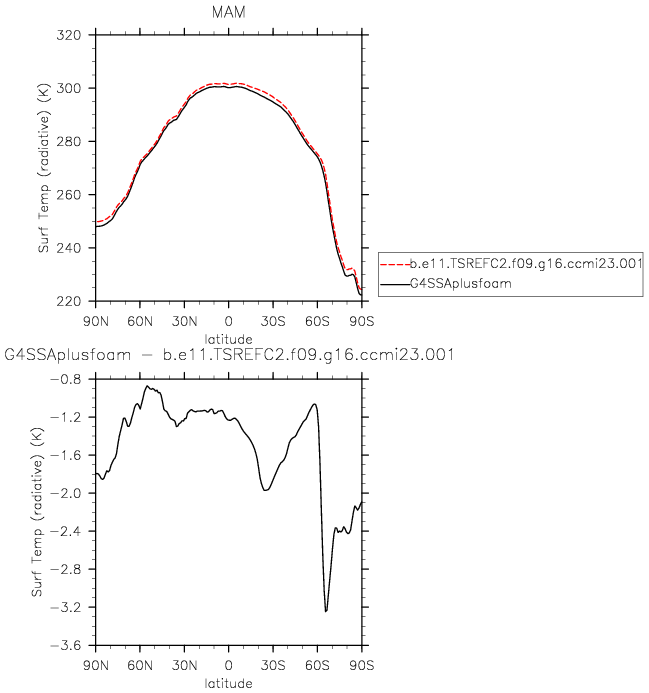 MAM
320
300
280
260
240
220
Surf Temp (radiative) (K)
90N 60N 30N 0 30S 60S 90S
latitude
b.e11.TSREFC2.f09.g16.ccmi23.001
G4SSAplusfoam
G4SSAplusfoam − b.e11.TSREFC2.f09.g16.ccmi23.001
−0.8
−1.2
−1.6
−2.0
−2.4
−2.8
−3.2
−3.6
Surf Temp (radiative) (K)
90N 60N 30N 0 30S 60S 90S
latitude